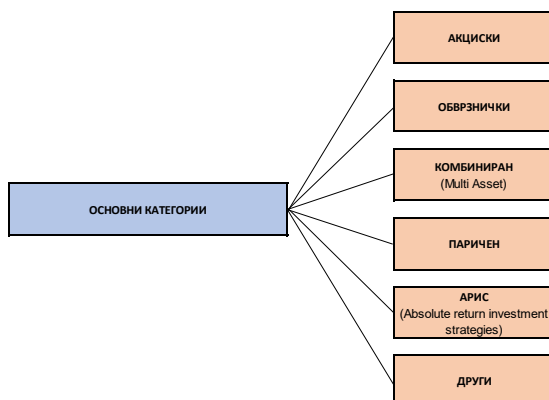 АКЦИСКИ
ОБВРЗНИЧКИ
КОМБИНИРАН
(Multi Asset)
ОСНОВНИ КАТЕГОРИИ
ПАРИЧЕН
АРИС
(Absolute return investment
strategies)
ДРУГИ